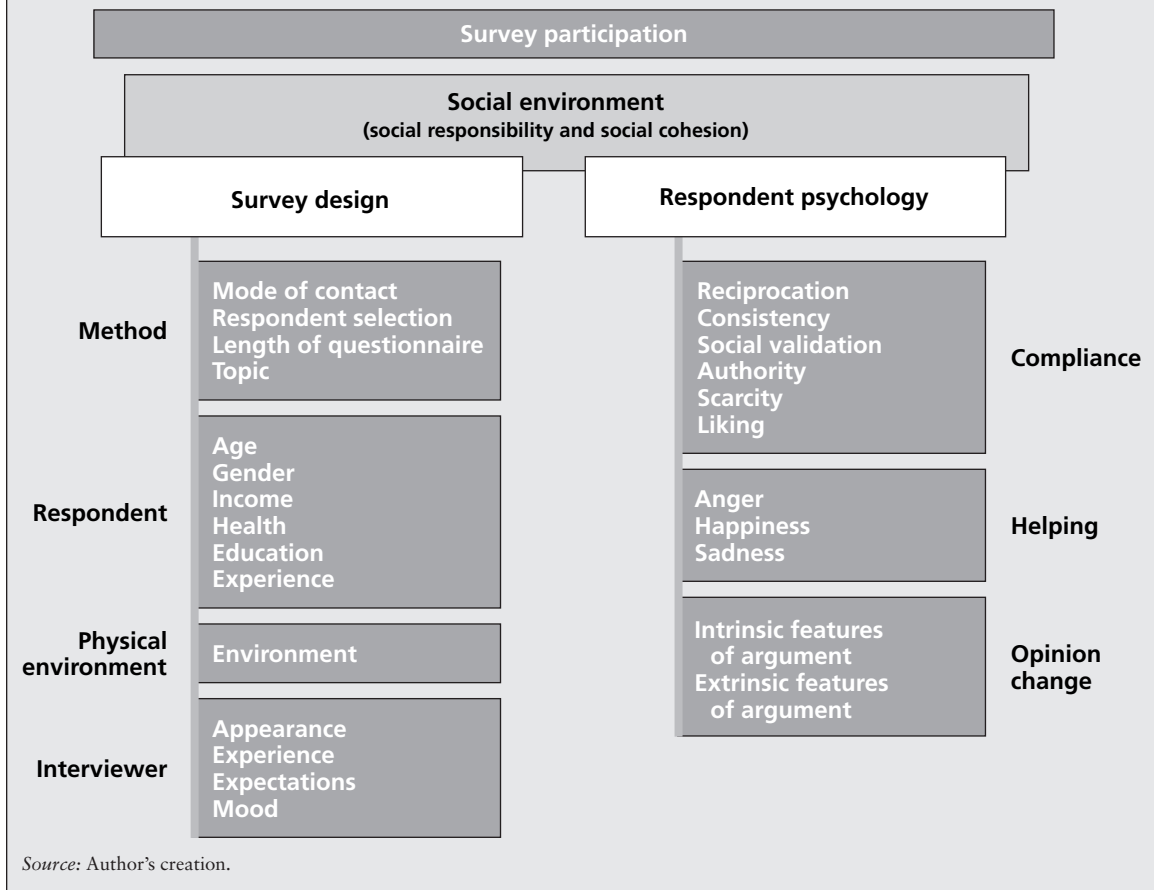 Survey participation
Social environment
(social responsibility and social cohesion)
Survey design
Method
Mode of contact
Respondent selection
Length of questionnaire
Topic
Respondent
Age
Gender
Income
Health
Education
Experience
Physical
environment
Environment
Interviewer
Appearance
Experience
Expectations
Mood
Respondent psychology
Reciprocation
Consistency
Social validation
Authority
Scarcity
Liking
Compliance
Anger
Happiness
Sadness
Helping
Intrinsic features
of argument
Extrinsic features
of argument
Opinion
change
Source: Author's creation.